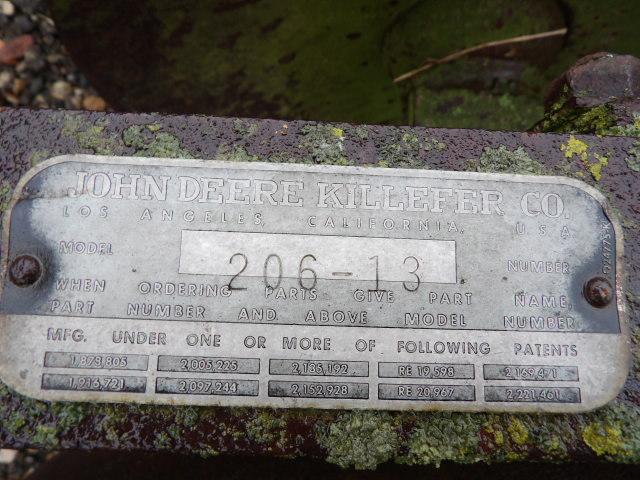 JOHN DEERE KILLEFER CO.
LOS ANGELES, CALIFORNIA, USA
MODEL 206-13 NUMBER
WHEN ORDERING PARTS GIVE PART NAME,
PART NUMBER AND ABOVE MODEL NUMBER
MFG. UNDER ONE OR MORE OF FOLLOWING PATENTS
1,873,805 2,005,225 2,185,192 RE 19,598 2,169,471
1,916,721 2,097,244 2,152,928 RE 20,967 2,221,461